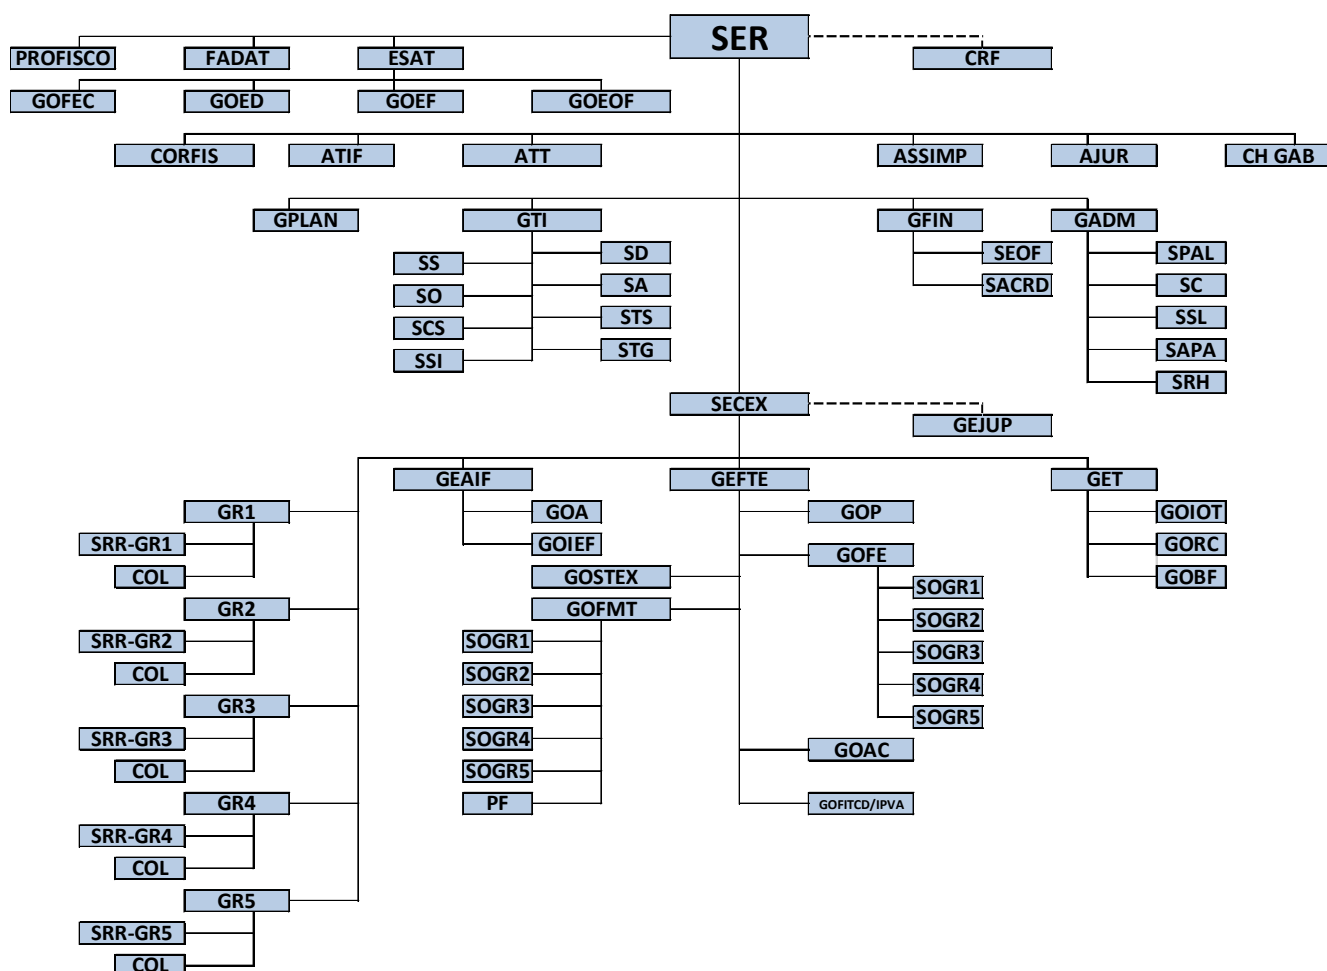 SER
PROFISCO FADAT ESAT CRF
GOFEC GOED GOEF GOEOF
CORFIS ATIF ATT ASSIMP AJUR CH GAB
GPLAN GTI GFIN GADM
SS SD SEOF SPAL
SO SA SACRD SC
SCS STS SSL
SSI STG SAPA
SRH
SECEX
GEJUP
GEAIF GEFTE GET
GR1 GOA GOP GOIOT
SRR-GR1 GOIEF GOFE GORC
COL GOSTEX SOGR1 GOBF
GR2 GOFMT SOGR2
SRR-GR2 SOGR1 SOGR3
COL SOGR2 SOGR4
GR3 SOGR3 SOGR5
SRR-GR3 SOGR4 GOAC
COL SOGR5
GR4 PF GOFITCD/IPVA
SRR-GR4
COL
GR5
SRR-GR5
COL